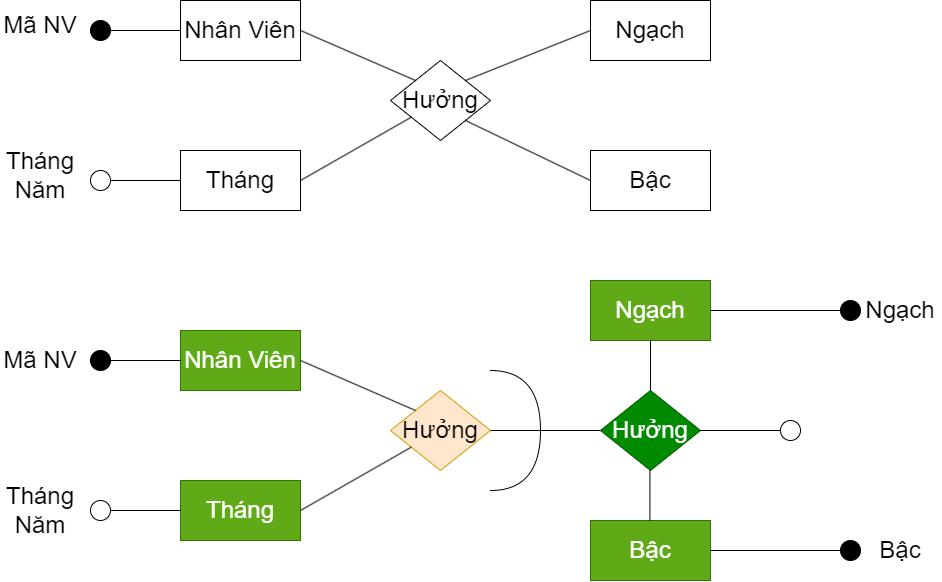 Mã NV
Nhân Viên
Ngạch
Hưởng
Tháng
Năm
Tháng
Bậc
Ngạch
Ngạch
Mã NV
Nhân Viên
Hưởng
Hưởng
Tháng
Năm
Tháng
Bậc
Bậc